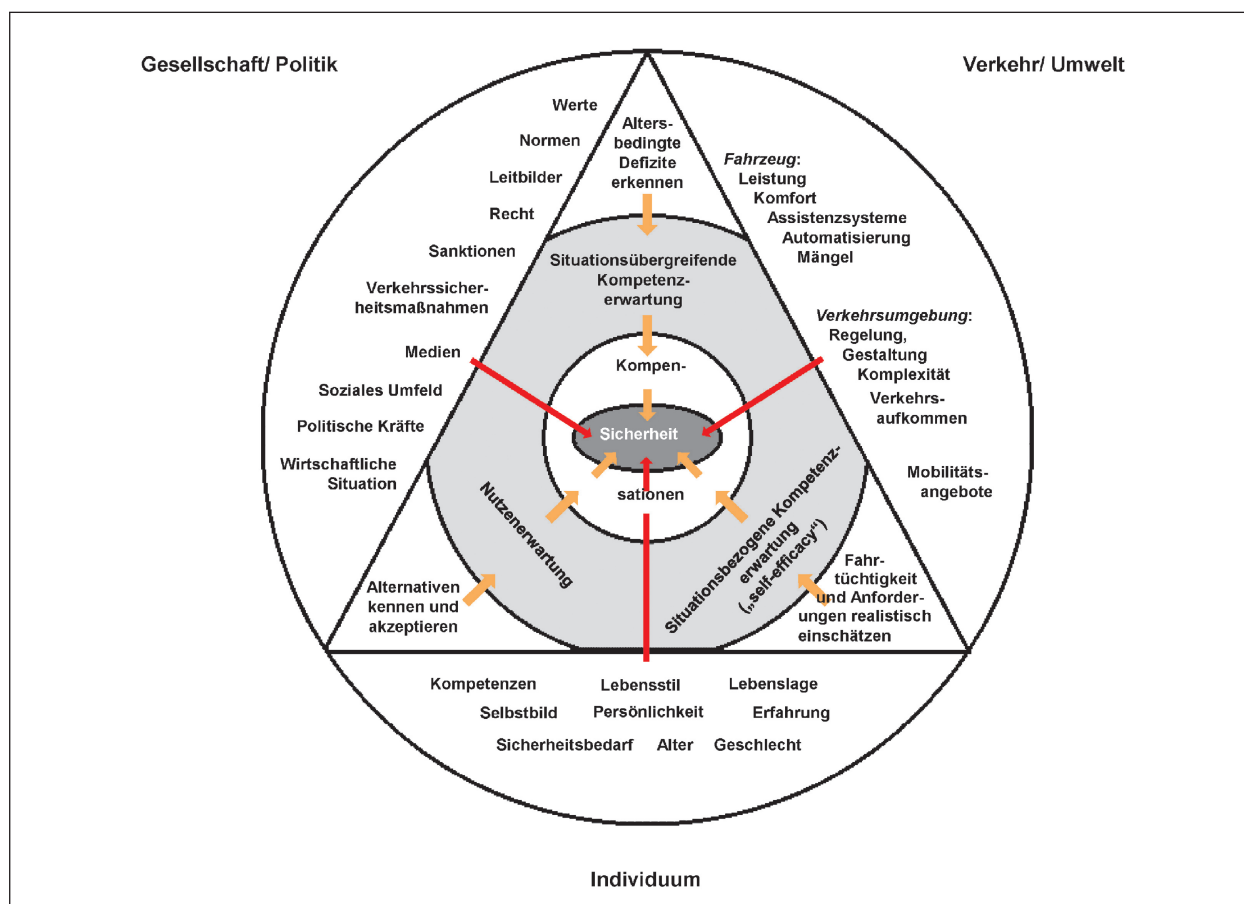 Gesellschaft/ Politik
Verkehr/ Umwelt
Werte
Normen
Leitbilder
Recht
Sanktionen
Verkehrssicher-
heitsmaßnahmen
Medien
Soziales Umfeld
Politische Kräfte
Wirtschaftliche
Situation
Alters-
bedingte
Defizite
erkennen
Fahrzeug:
Leistung
Komfort
Assistenzsysteme
Automatisierung
Mängel
Verkehrsumgebung:
Regelung,
Gestaltung
Komplexität
Verkehrs-
aufkommen
Mobilitäts-
angebote
Situationsübergreifende
Kompetenz-
erwartung
Kompen-
Sicherheit
sationen
Nutzenerwartung
Situationsbezogene Kompetenz-
erwartung
(„self-efficacy“)
Alternativen
kennen und
akzeptieren
Fahr-
tüchtigkeit
und Anforder-
ungen realistisch
einschätzen
Kompetenzen Lebensstil Lebenslage
Selbstbild Persönlichkeit Erfahrung
Sicherheitsbedarf Alter Geschlecht
Individuum